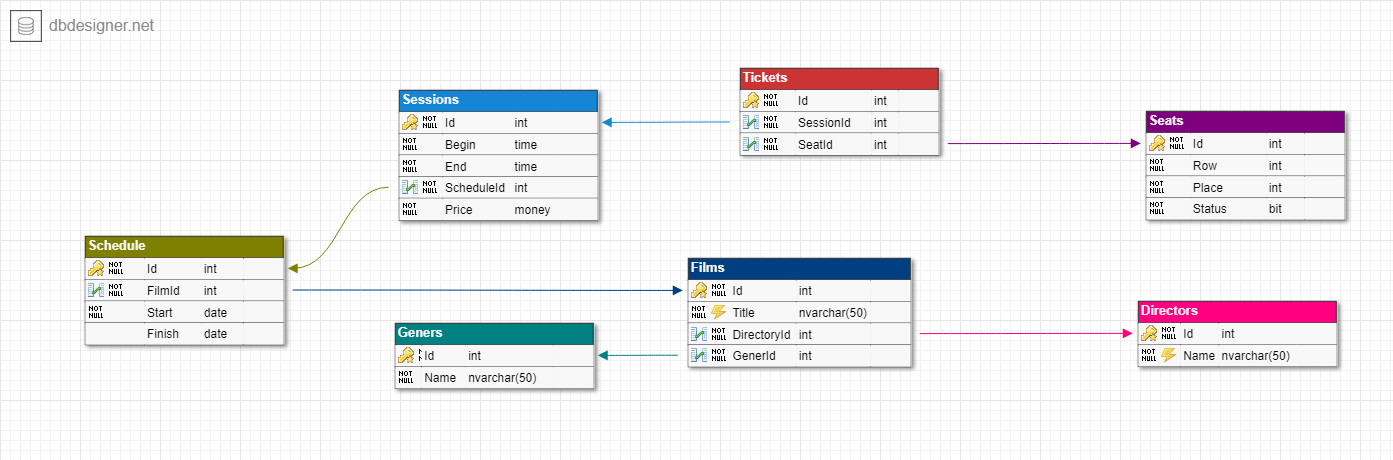 dbdesigner.net
Tickets
NOT NULL Id int
NOT NULL SessionId int
NOT NULL SeatId int
Sessions
NOT NULL Id int
NOT NULL Begin time
NOT NULL End time
NOT NULL ScheduleId int
NOT NULL Price money
Seats
NOT NULL Id int
NOT NULL Row int
NOT NULL Place int
NOT NULL Status bit
Schedule
NOT NULL Id int
NOT NULL FilmId int
NOT NULL Start date
Finish date
Films
NOT NULL Id int
NOT NULL Title nvarchar(50)
NOT NULL DirectoryId int
NOT NULL GenerId int
Geners
Id int
NOT NULL Name nvarchar(50)
Directors
NOT NULL Id int
NOT NULL Name nvarchar(50)